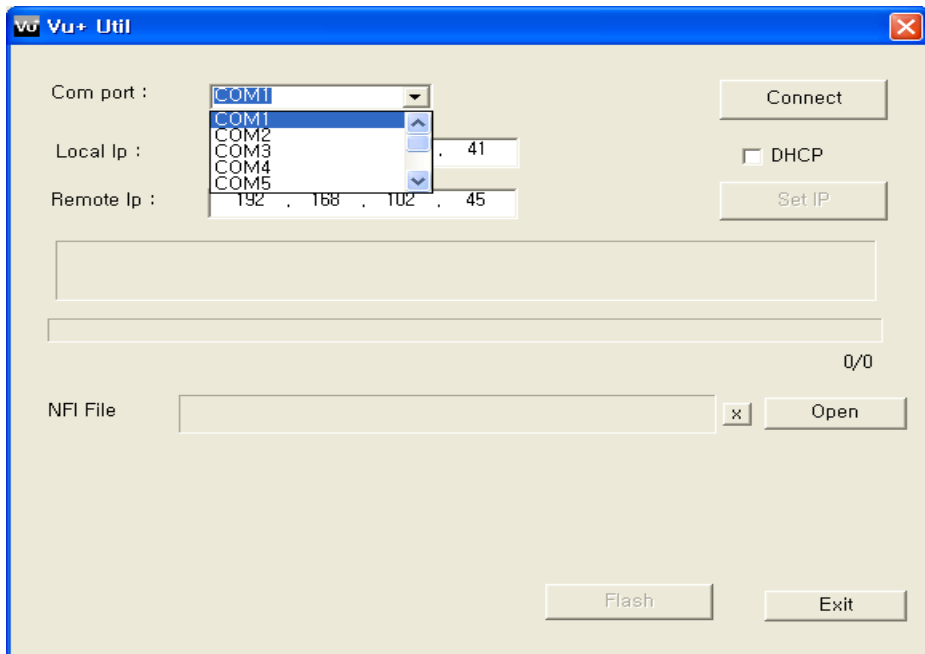 Vu+ Vu+ Util
Com port : COM1 Connect
COM1
COM2
COM3
COM4
COM5
Local Ip : . 41 DHCP
Remote Ip : 192 . 168 . 102 . 45 Set IP
0/0
NFI File x Open
Flash Exit